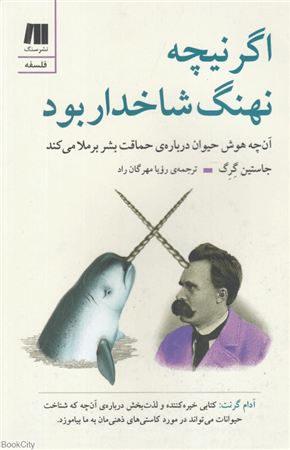 نشر سنگ
فلسفه
اگر نیچه
نهنگ شاخدار بود
آن‌چه هوش حیوان درباره‌ی حماقت بشر برملا می‌کند
جاستین گرگ - ترجمه‌ی رؤیا مهرگان راد
آدام گرنت: کتابی خیره‌کننده و لذت‌بخش درباره‌ی آن‌چه که شناخت
حیوانات می‌تواند در مورد کاستی‌های ذهنی‌مان به ما بیاموزد.
BookCity